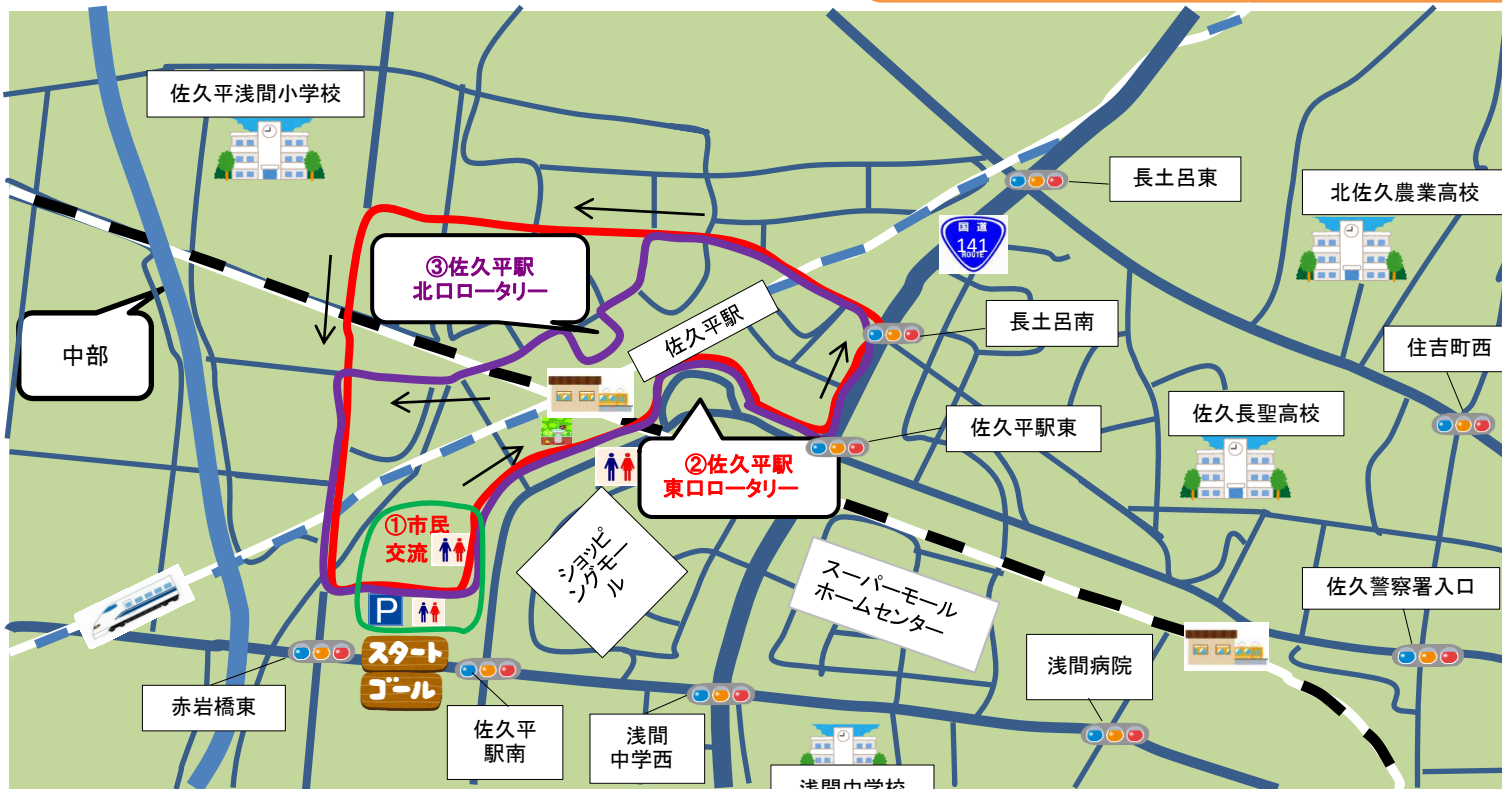 佐久平浅間小学校
長土呂東
北佐久農業高校
国道
141
ROUTE
③佐久平駅
北口ロータリー
佐久平駅
長土呂南
中部
住吉町西
佐久長聖高校
佐久平駅東
②佐久平駅
東口ロータリー
①市民
交流
ショッピ
ングモー
ル
スーパーモール
ホームセンター
佐久警察署入口
P
スタート
ゴール
赤岩橋東
佐久平
駅南
浅間
中学西
浅間病院
浅間中学校